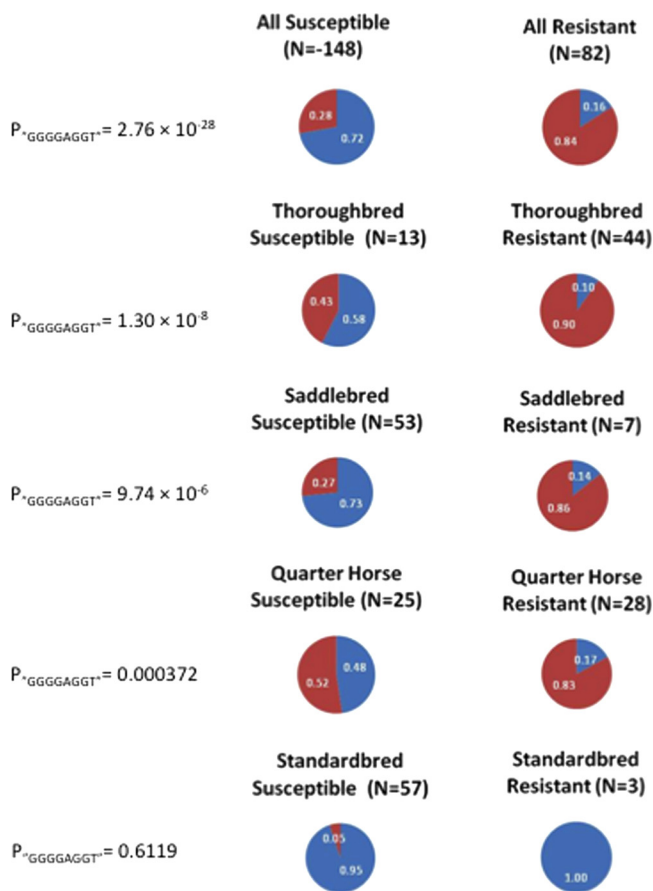 All Susceptible
(N=-148)
All Resistant
(N=82)
P"GGGGAGGT"= 2.76 × 10-28
0.28
0.72
0.16
0.84
Thoroughbred
Susceptible (N=13)
Thoroughbred
Resistant (N=44)
P"GGGGAGGT"= 1.30 × 10-8
0.43
0.58
0.10
0.90
Saddlebred
Susceptible (N=53)
Saddlebred
Resistant (N=7)
P"GGGGAGGT"= 9.74 × 10-6
0.27
0.73
0.14
0.86
Quarter Horse
Susceptible (N=25)
Quarter Horse
Resistant (N=28)
P"GGGGAGGT"= 0.000372
0.52
0.48
0.17
0.83
Standardbred
Susceptible (N=57)
Standardbred
Resistant (N=3)
P"GGGGAGGT"= 0.6119
0.05
0.95
1.00